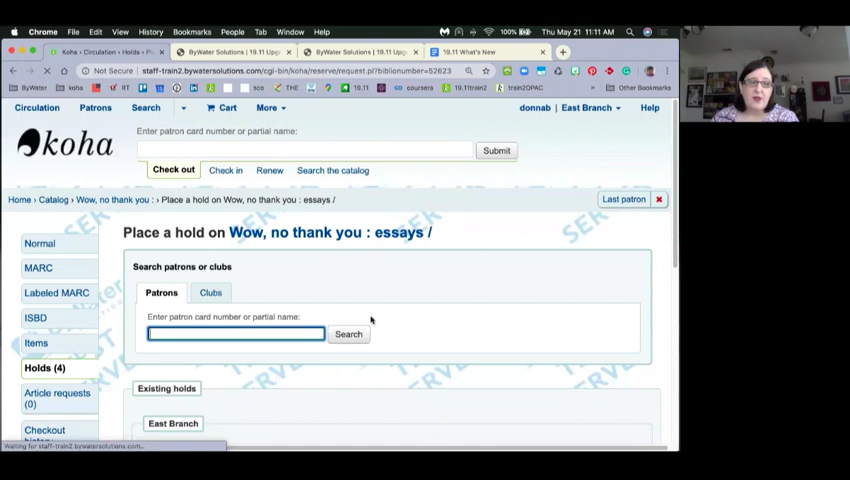 Chrome File Edit View History Bookmarks People Tab Window Help 100% Thu May 21 11:11 AM
Koha › Circulation › Holds › Pl ByWater Solutions | 19.11 Upg ByWater Solutions | 19.11 Upg 19.11 What's New
Not Secure | staff-train2.bywatersolutions.com/cgi-bin/koha/reserve/request.pl?biblionumber=52623
ByWater koha RT sco THE 19.11 coursera 19.11train2 train2OPAC » Other Bookmarks
Circulation Patrons Search Cart More donnab | East Branch Help
koha
Enter patron card number or partial name:
Submit
Check out Check in Renew Search the catalog
Home › Catalog › Wow, no thank you : › Place a hold on Wow, no thank you : essays / Last patron
Place a hold on Wow, no thank you : essays /
Normal
MARC
Labeled MARC
ISBD
Items
Holds (4)
Article requests
(0)
Checkout
history
Search patrons or clubs
Patrons Clubs
Enter patron card number or partial name:
Search
Existing holds
East Branch
Waiting for staff-train2.bywatersolutions.com...